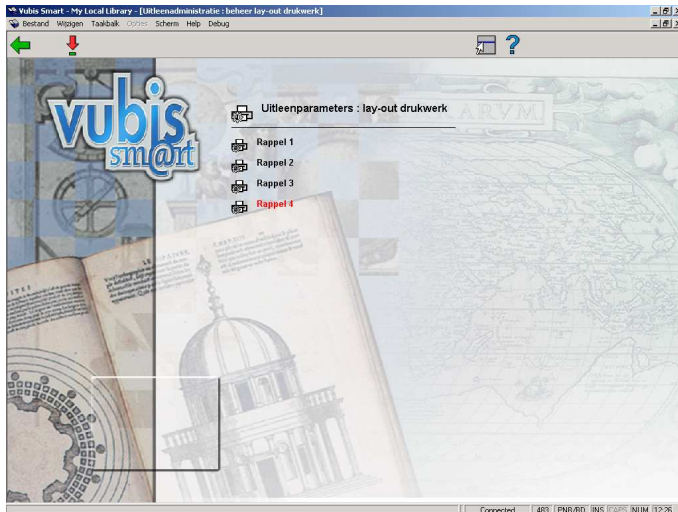 Vubis Smart - My Local Library - [Uitleenadministratie : beheer lay-out drukwerk]
Bestand Wijzigen Taakbalk Opties Scherm Help Debug
vubis
sm@rt
Uitleenparameters : lay-out drukwerk
Rappel 1
Rappel 2
Rappel 3
Rappel 4
Connected 483 PNB/BD INS CAPS NUM 12:26